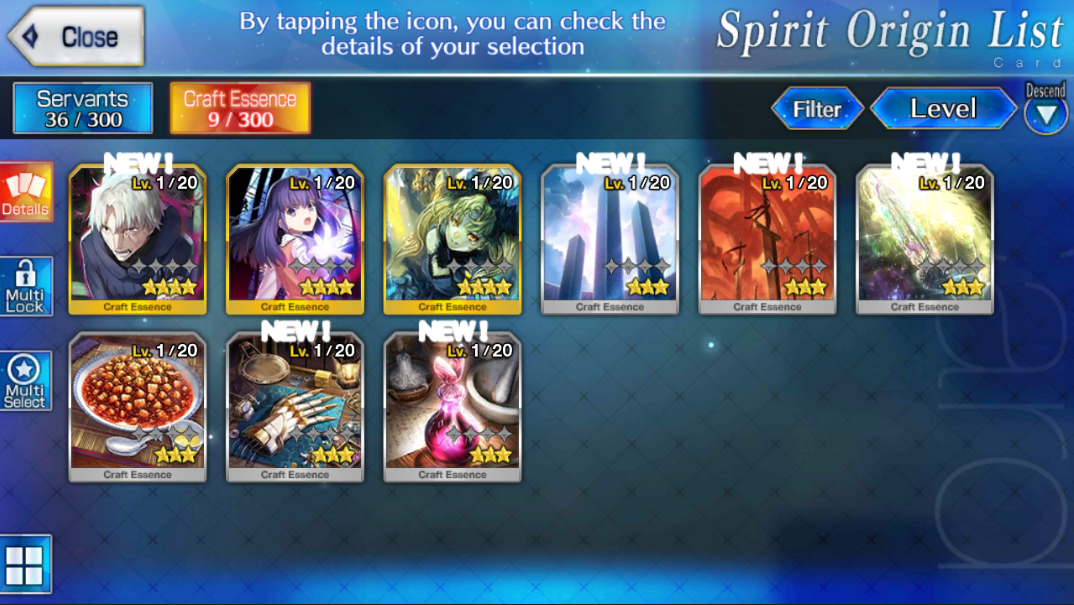 Close
By tapping the icon, you can check the
details of your selection
Spirit Origin List
Card
Servants
36 / 300
Craft Essence
9 / 300
Filter
Level
Descend
Details
Multi
Lock
Multi
Select
NEW!
Lv. 1/20
Craft Essence
Lv. 1/20
Craft Essence
Lv. 1/20
Craft Essence
NEW!
Lv. 1/20
Craft Essence
NEW!
Lv. 1/20
Craft Essence
NEW!
Lv. 1/20
Craft Essence
Lv. 1/20
Craft Essence
NEW!
Lv. 1/20
Craft Essence
NEW!
Lv. 1/20
Craft Essence